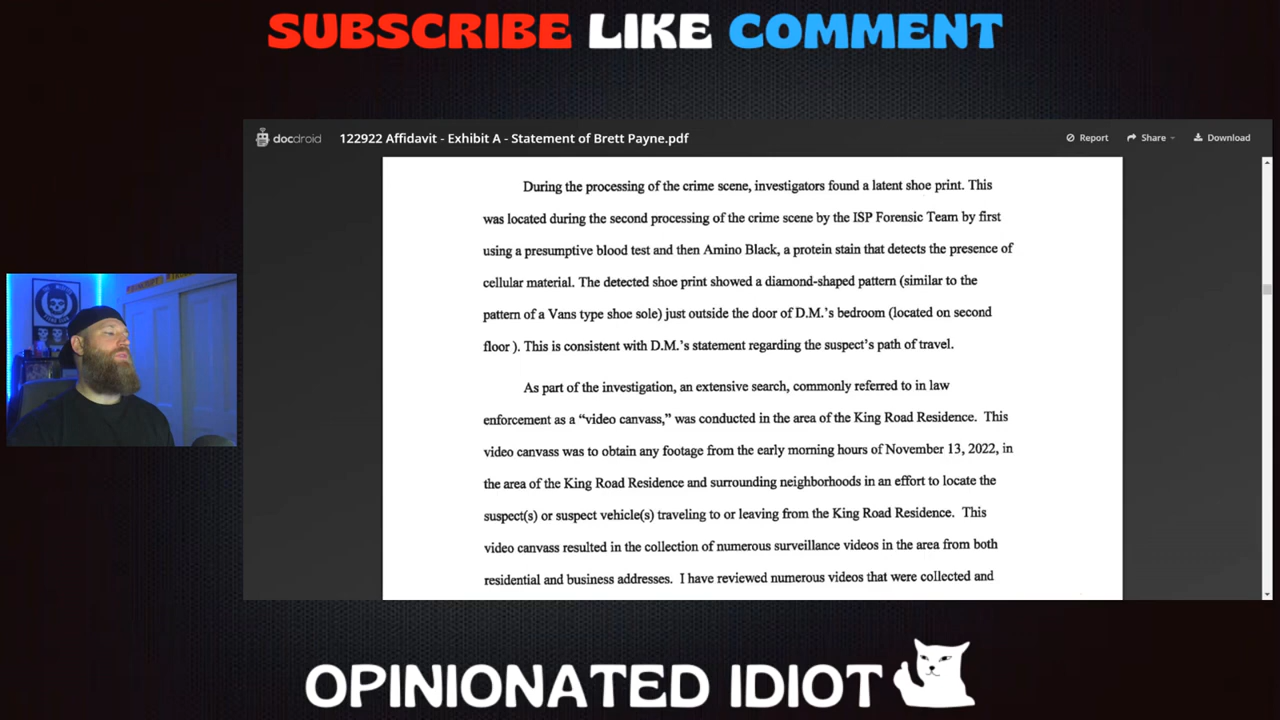 SUBSCRIBE LIKE COMMENT
docdroid
122922 Affidavit - Exhibit A - Statement of Brett Payne.pdf
Report
Share
Download
During the processing of the crime scene, investigators found a latent shoe print. This
was located during the second processing of the crime scene by the ISP Forensic Team by first
using a presumptive blood test and then Amino Black, a protein stain that detects the presence of
cellular material. The detected shoe print showed a diamond-shaped pattern (similar to the
pattern of a Vans type shoe sole) just outside the door of D.M.'s bedroom (located on second
floor ). This is consistent with D.M.'s statement regarding the suspect's path of travel.
As part of the investigation, an extensive search, commonly referred to in law
enforcement as a “video canvass,” was conducted in the area of the King Road Residence. This
video canvass was to obtain any footage from the early morning hours of November 13, 2022, in
the area of the King Road Residence and surrounding neighborhoods in an effort to locate the
suspect(s) or suspect vehicle(s) traveling to or leaving from the King Road Residence. This
video canvass resulted in the collection of numerous surveillance videos in the area from both
residential and business addresses. I have reviewed numerous videos that were collected and
OPINIONATED IDIOT